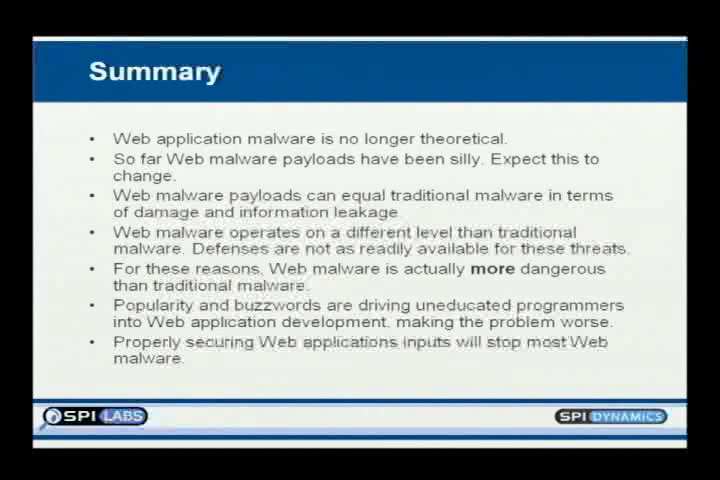 Summary
• Web application malware is no longer theoretical.
• So far Web malware payloads have been silly. Expect this to
change.
• Web malware payloads can equal traditional malware in terms
of damage and information leakage.
• Web malware operates on a different level than traditional
malware. Defenses are not as readily available for these threats.
• For these reasons, Web malware is actually more dangerous
than traditional malware.
• Popularity and buzzwords are driving uneducated programmers
into Web application development, making the problem worse.
• Properly securing Web applications inputs will stop most Web
malware.
SPI LABS
SPI DYNAMICS